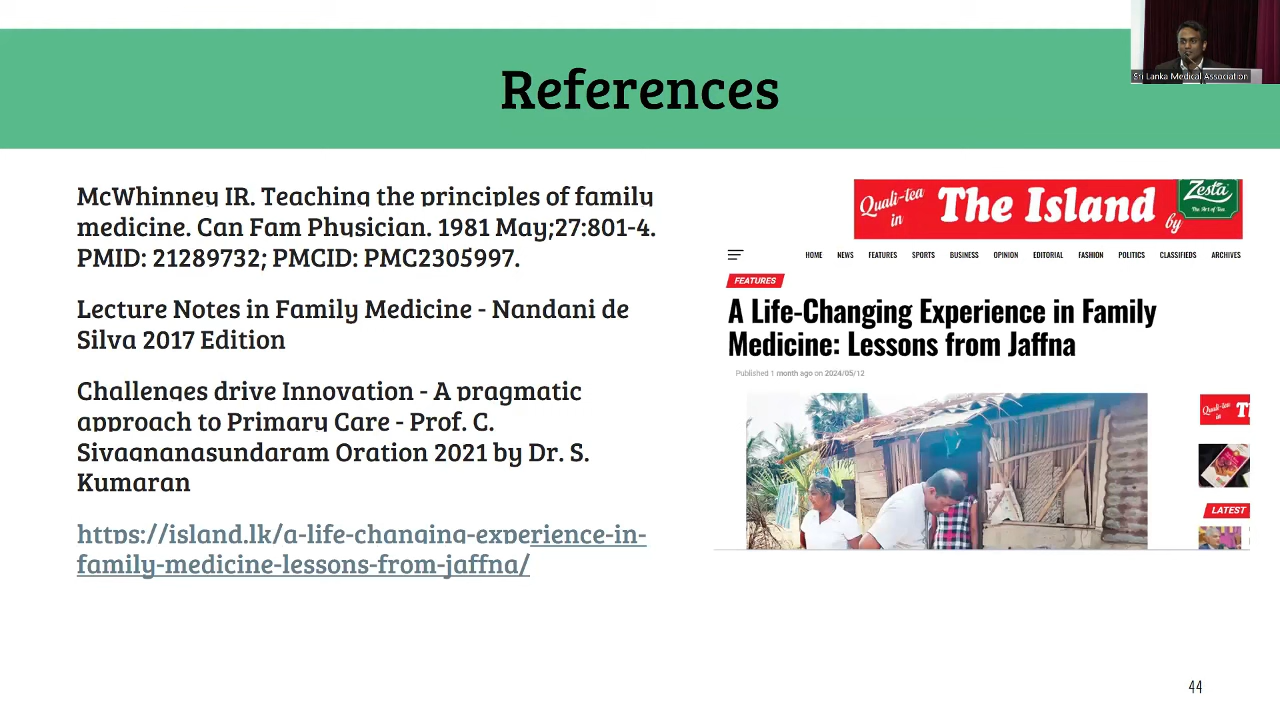 References
Sri Lanka Medical Association
McWhinney IR. Teaching the principles of family
medicine. Can Fam Physician. 1981 May;27:801-4.
PMID: 21289732; PMCID: PMC2305997.
Lecture Notes in Family Medicine - Nandani de
Silva 2017 Edition
Challenges drive Innovation - A pragmatic
approach to Primary Care - Prof. C.
Sivagnanasundaram Oration 2021 by Dr. S.
Kumaran
https://island.lk/a-life-changing-experience-in-
family-medicine-lessons-from-jaffna/
Quali-tea in The Island by Zesta
The Art of Tea
HOME NEWS FEATURES SPORTS BUSINESS OPINION EDITORIAL FASHION POLITICS CLASSIFIEDS ARCHIVES
FEATURES
A Life-Changing Experience in Family
Medicine: Lessons from Jaffna
Published 1 month ago on 2024/05/12
LATEST
44